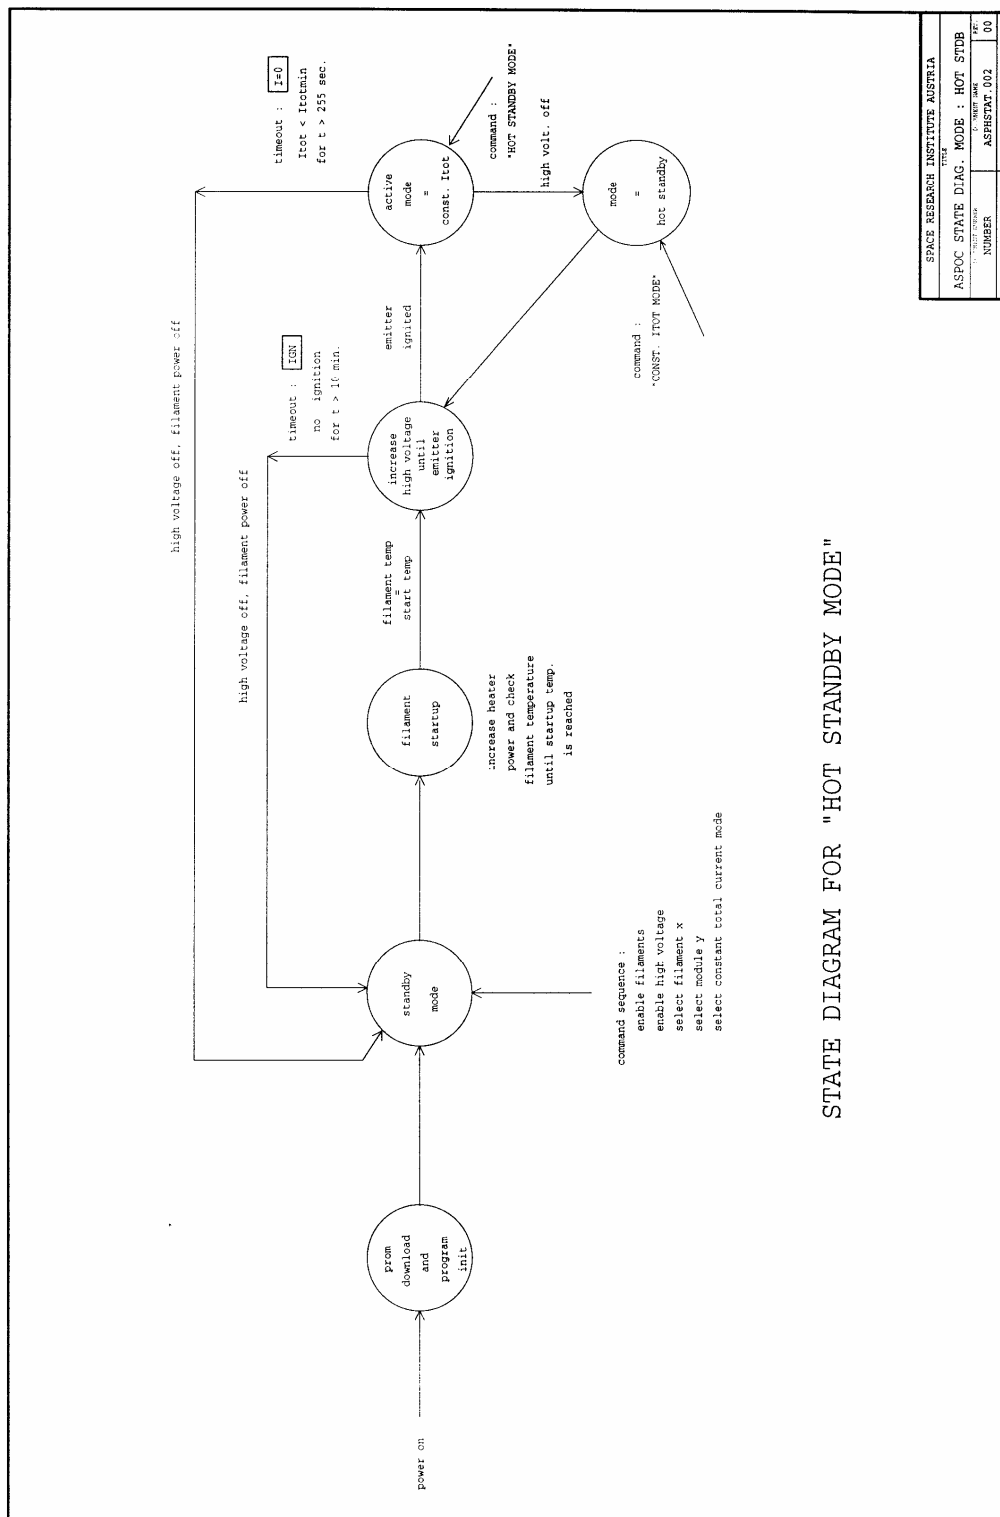 power on
prom
download
and
program
init
standby
mode
command sequence :
enable filaments
enable high voltage
select filament x
select module y
select constant total current mode
filament
startup
increase heater
power and check
filament temperature
until startup temp.
is reached
filament temp
=
start temp
increase
high voltage
until
emitter
ignition
high voltage off, filament power off
timeout : IGN
no ignition
for t > 10 min.
emitter
ignited
active
mode
=
const. Itot
high voltage off, filament power off
timeout : I=0
Itot < Itotmin
for t > 255 sec.
command :
"HOT STANDBY MODE"
high volt. off
mode
=
hot standby
command :
"CONST. ITOT MODE"
STATE DIAGRAM FOR "HOT STANDBY MODE"
SPACE RESEARCH INSTITUTE AUSTRIA
TITLE
ASPOC STATE DIAG. MODE : HOT STDB
NUMBER
ASPHSTAT.002
REV.
00